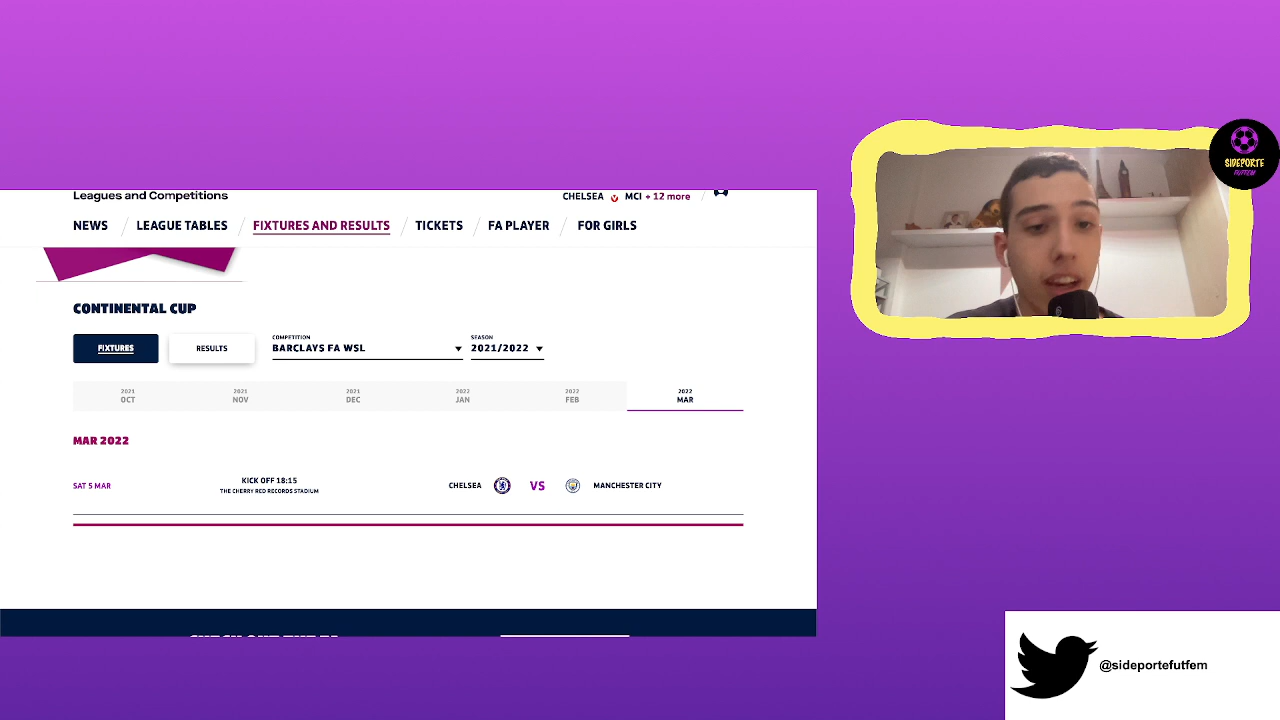 Leagues and Competitions
CHELSEA MCI + 12 more
NEWS LEAGUE TABLES FIXTURES AND RESULTS TICKETS FA PLAYER FOR GIRLS
CONTINENTAL CUP
FIXTURES RESULTS
COMPETITION
BARCLAYS FA WSL
SEASON
2021/2022
2021 OCT
2021 NOV
2021 DEC
2022 JAN
2022 FEB
2022 MAR
MAR 2022
SAT 5 MAR
KICK OFF 18:15
THE CHERRY RED RECORDS STADIUM
CHELSEA VS MANCHESTER CITY
SIDEPORTE
FUTFEM
@sideportefutfem